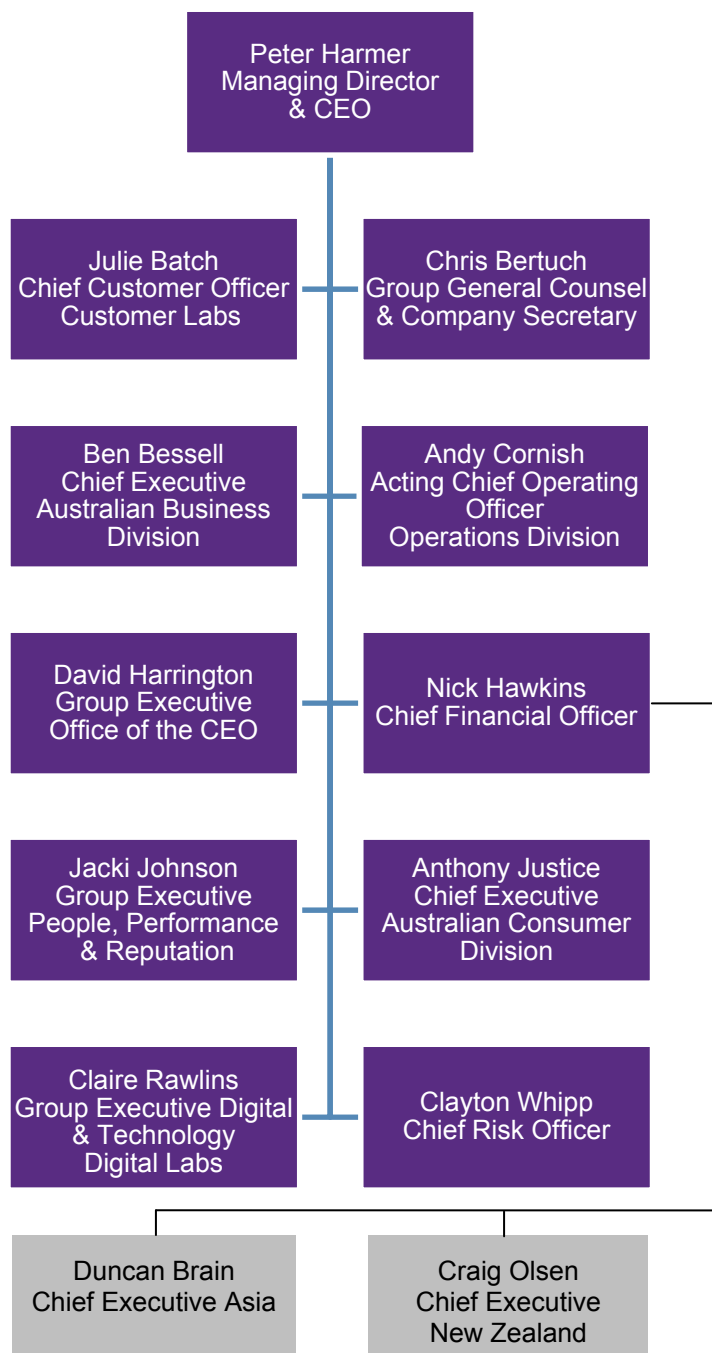 Peter Harmer
Managing Director
& CEO
Julie Batch
Chief Customer Officer
Customer Labs
Chris Bertuch
Group General Counsel
& Company Secretary
Ben Bessell
Chief Executive
Australian Business
Division
Andy Cornish
Acting Chief Operating
Officer
Operations Division
David Harrington
Group Executive
Office of the CEO
Nick Hawkins
Chief Financial Officer
Jacki Johnson
Group Executive
People, Performance
& Reputation
Anthony Justice
Chief Executive
Australian Consumer
Division
Claire Rawlins
Group Executive Digital
& Technology
Digital Labs
Clayton Whipp
Chief Risk Officer
Duncan Brain
Chief Executive Asia
Craig Olsen
Chief Executive
New Zealand